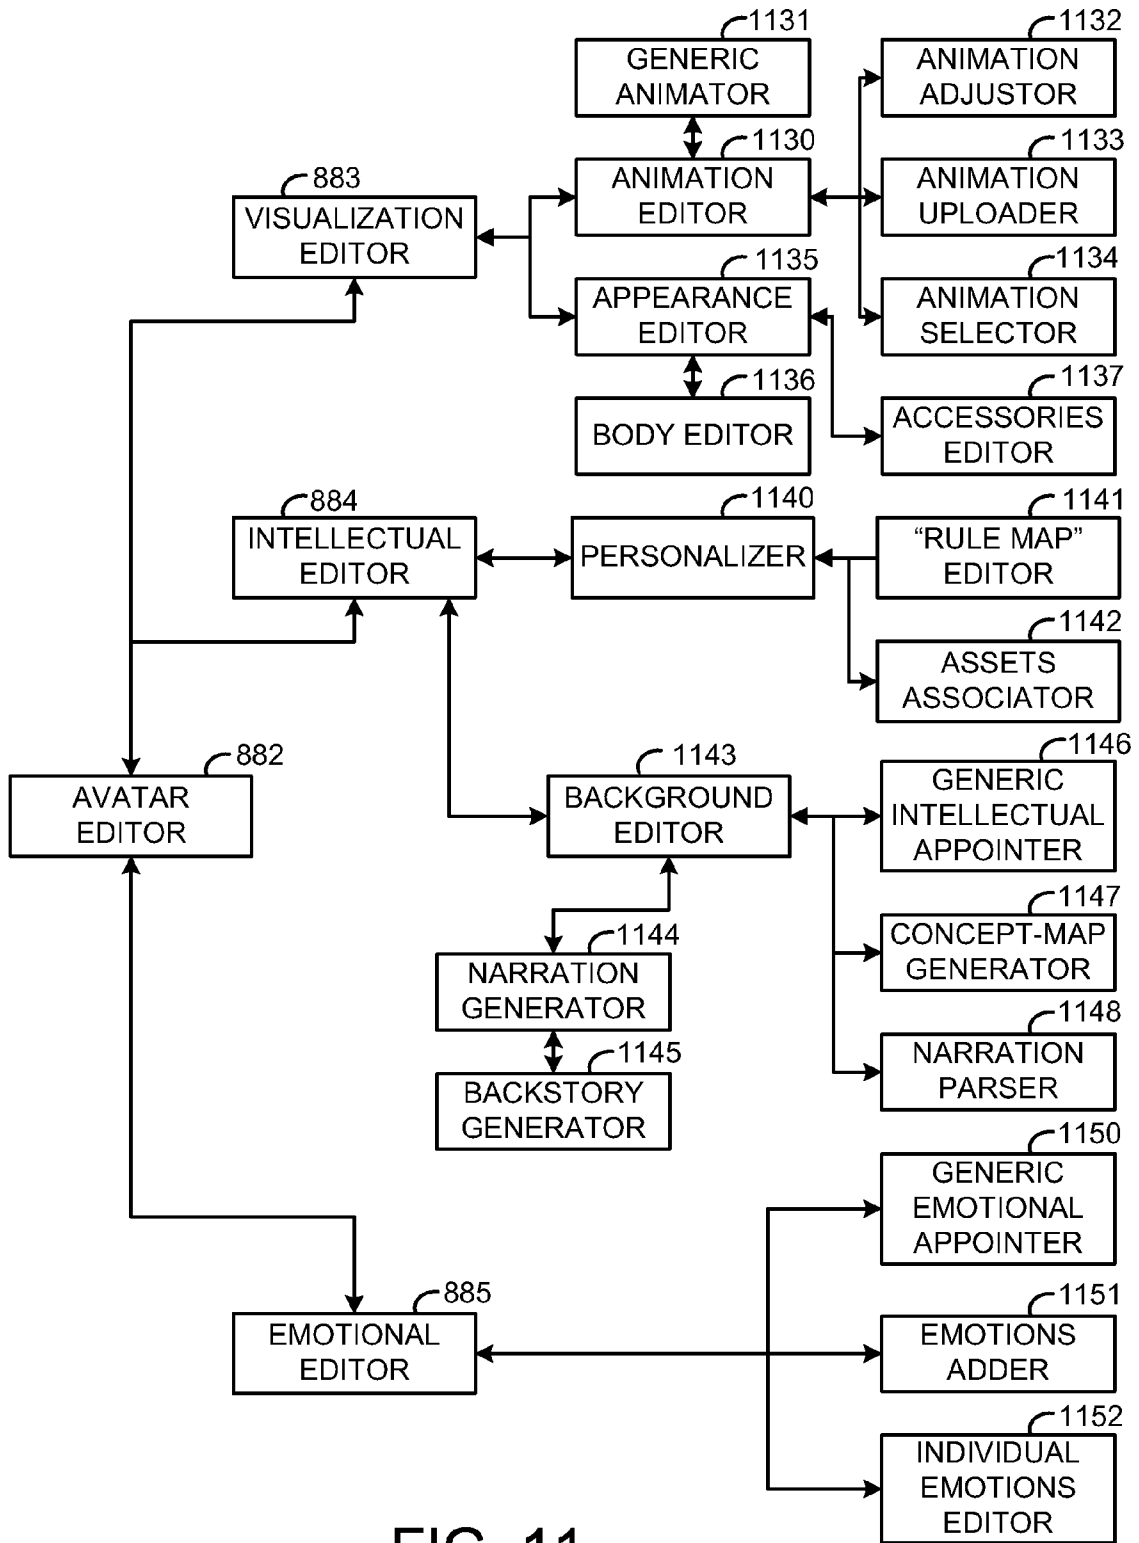 1131
GENERIC
ANIMATOR
1132
ANIMATION
ADJUSTOR
1130
ANIMATION
EDITOR
1133
ANIMATION
UPLOADER
883
VISUALIZATION
EDITOR
1135
APPEARANCE
EDITOR
1134
ANIMATION
SELECTOR
1136
BODY EDITOR
1137
ACCESSORIES
EDITOR
884
INTELLECTUAL
EDITOR
1140
PERSONALIZER
1141
“RULE MAP”
EDITOR
1142
ASSETS
ASSOCIATOR
882
AVATAR
EDITOR
1143
BACKGROUND
EDITOR
1146
GENERIC
INTELLECTUAL
APPOINTER
1147
CONCEPT-MAP
GENERATOR
1144
NARRATION
GENERATOR
1148
NARRATION
PARSER
1145
BACKSTORY
GENERATOR
1150
GENERIC
EMOTIONAL
APPOINTER
885
EMOTIONAL
EDITOR
1151
EMOTIONS
ADDER
1152
INDIVIDUAL
EMOTIONS
EDITOR
FIG. 11